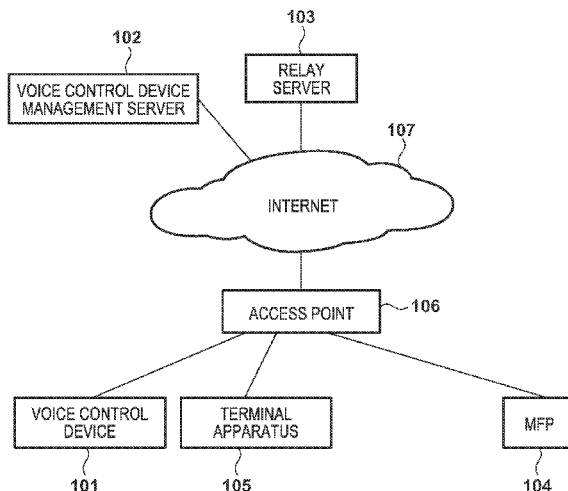 102
VOICE CONTROL DEVICE
MANAGEMENT SERVER
103
RELAY
SERVER
107
INTERNET
ACCESS POINT
106
VOICE CONTROL
DEVICE
101
TERMINAL
APPARATUS
105
MFP
104